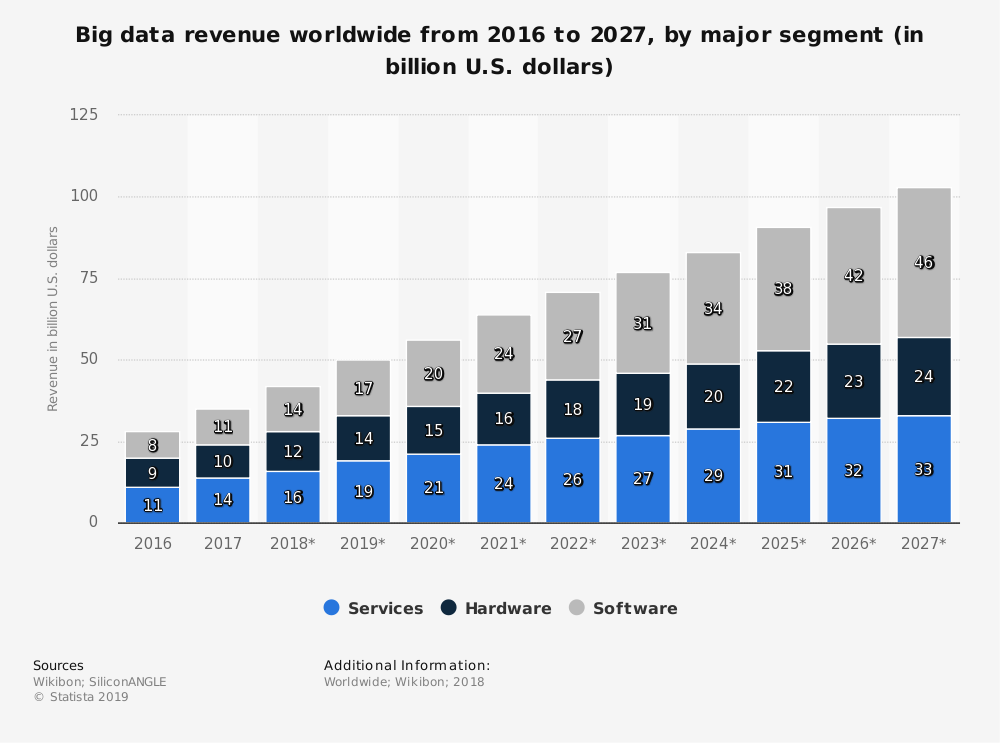 Big data revenue worldwide from 2016 to 2027, by major segment (in
billion U.S. dollars)
125
100
75
50
25
0
Revenue in billion U.S. dollars
8 11 14 17 20 24 27 31 34 38 42 46
9 10 12 14 15 16 18 19 20 22 23 24
11 14 16 19 21 24 26 27 29 31 32 33
2016 2017 2018* 2019* 2020* 2021* 2022* 2023* 2024* 2025* 2026* 2027*
Services Hardware Software
Sources
Wikibon; SiliconANGLE
© Statista 2019
Additional Information:
Worldwide; Wikibon; 2018